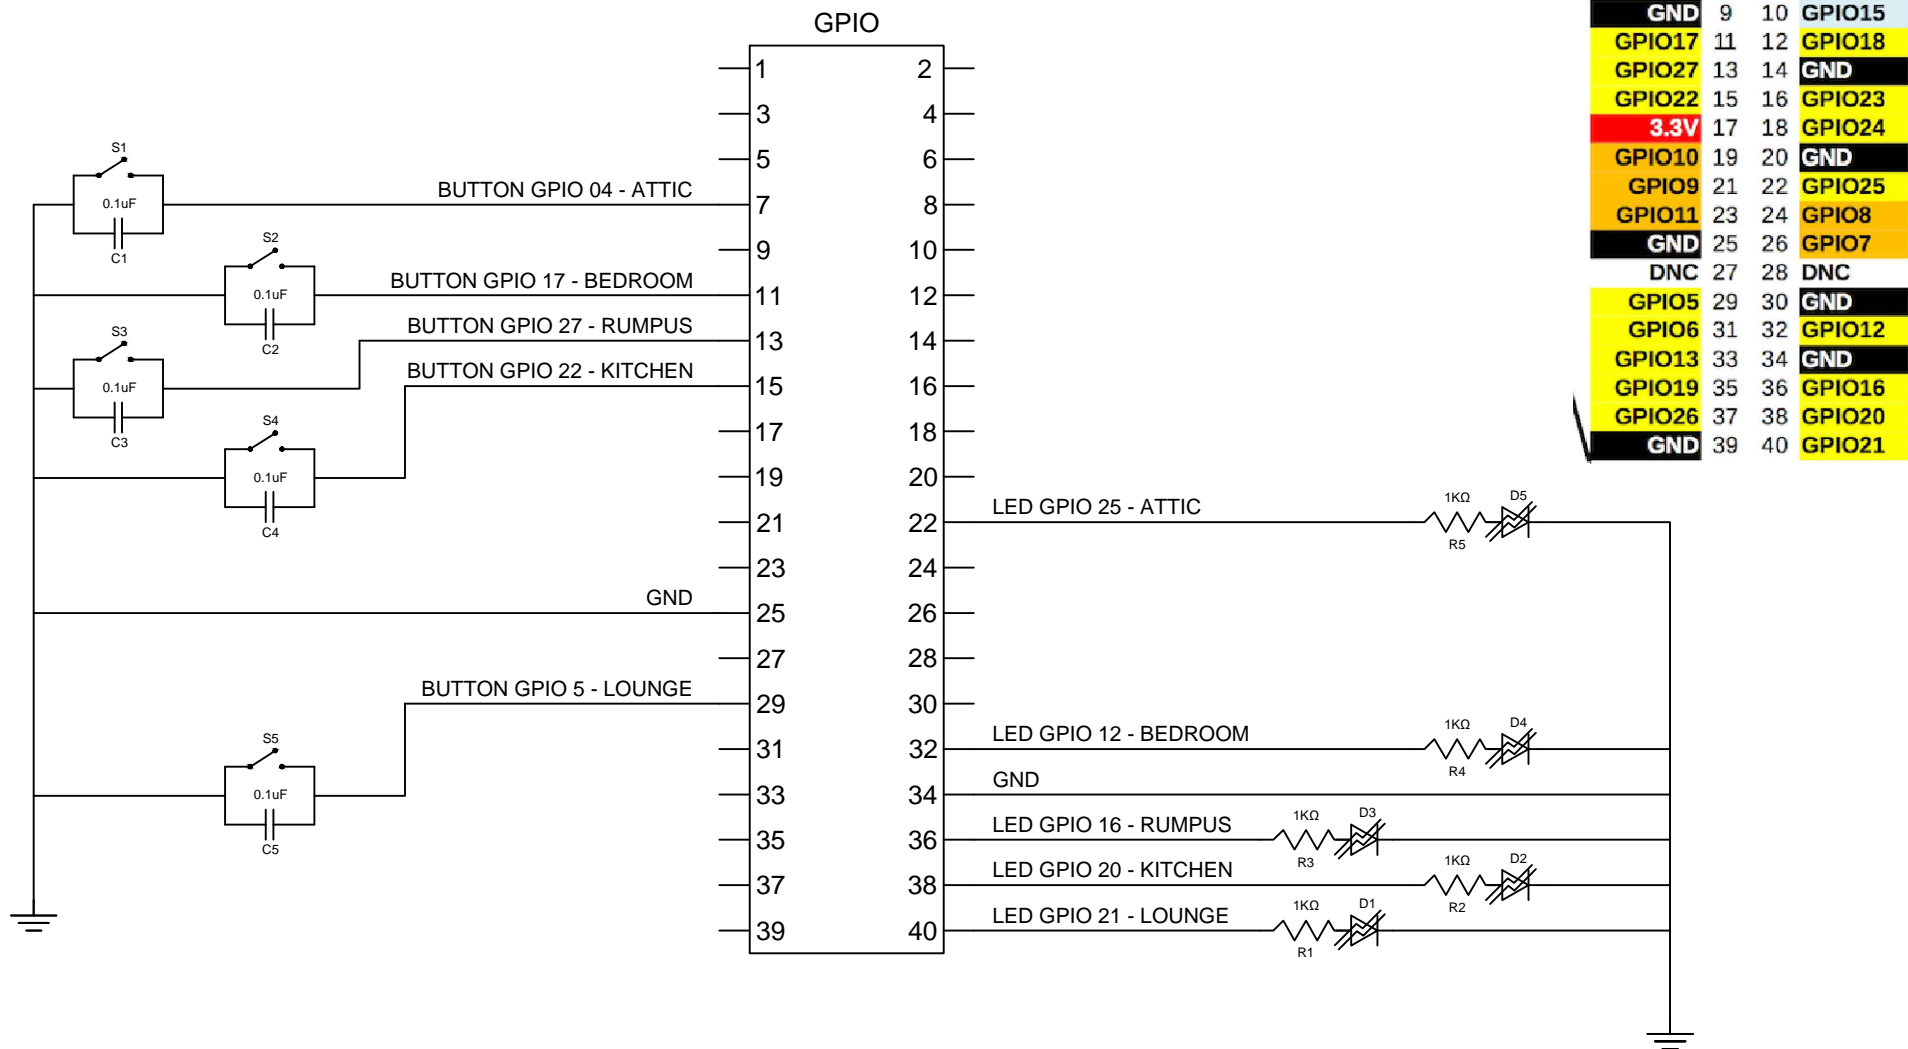 GPIO
1 2
3 4
5 6
7 8
9 10
11 12
13 14
15 16
17 18
19 20
21 22
23 24
25 26
27 28
29 30
31 32
33 34
35 36
37 38
39 40
S1
0.1uF
C1
BUTTON GPIO 04 - ATTIC
S2
0.1uF
C2
BUTTON GPIO 17 - BEDROOM
BUTTON GPIO 27 - RUMPUS
S3
0.1uF
C3
BUTTON GPIO 22 - KITCHEN
S4
0.1uF
C4
GND
BUTTON GPIO 5 - LOUNGE
S5
0.1uF
C5
LED GPIO 25 - ATTIC
1KΩ D5
R5
LED GPIO 12 - BEDROOM
1KΩ D4
R4
GND
LED GPIO 16 - RUMPUS
1KΩ D3
R3
LED GPIO 20 - KITCHEN
1KΩ D2
R2
LED GPIO 21 - LOUNGE
1KΩ D1
R1
GND 9 10 GPIO15
GPIO17 11 12 GPIO18
GPIO27 13 14 GND
GPIO22 15 16 GPIO23
3.3V 17 18 GPIO24
GPIO10 19 20 GND
GPIO9 21 22 GPIO25
GPIO11 23 24 GPIO8
GND 25 26 GPIO7
DNC 27 28 DNC
GPIO5 29 30 GND
GPIO6 31 32 GPIO12
GPIO13 33 34 GND
GPIO19 35 36 GPIO16
GPIO26 37 38 GPIO20
GND 39 40 GPIO21